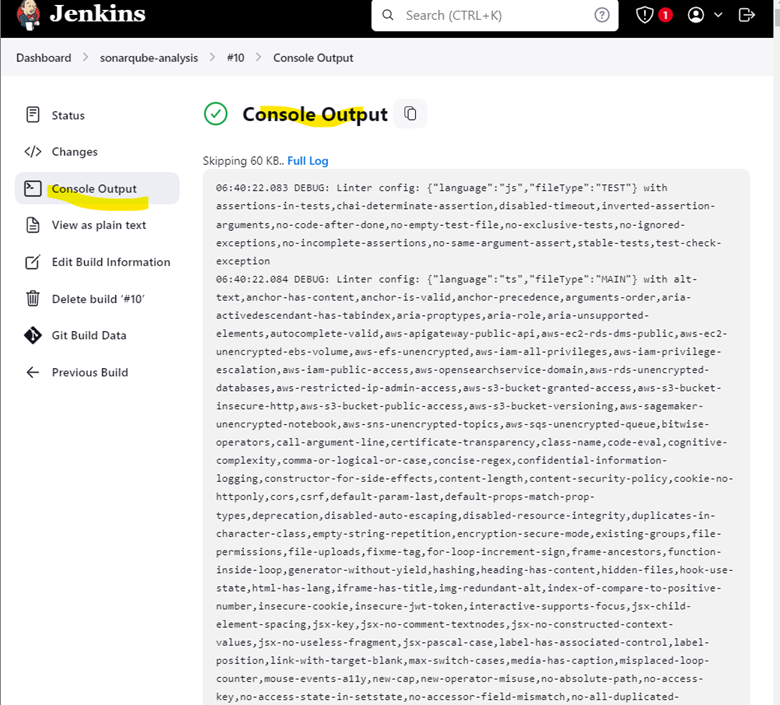 Jenkins
Search (CTRL+K)
1
Dashboard > sonarqube-analysis > #10 > Console Output
Status
Changes
Console Output
View as plain text
Edit Build Information
Delete build ‘#10’
Git Build Data
Previous Build
Console Output
Skipping 60 KB.. Full Log
06:40:22.083 DEBUG: Linter config: {"language":"js","fileType":"TEST"} with
assertions-in-tests,chai-determinate-assertion,disabled-timeout,inverted-assertion-
arguments,no-code-after-done,no-empty-test-file,no-exclusive-tests,no-ignored-
exceptions,no-incomplete-assertions,no-same-argument-assert,stable-tests,test-check-
exception
06:40:22.084 DEBUG: Linter config: {"language":"ts","fileType":"MAIN"} with alt-
text,anchor-has-content,anchor-is-valid,anchor-precedence,arguments-order,aria-
activedescendant-has-tabindex,aria-proptypes,aria-role,aria-unsupported-
elements,autocomplete-valid,aws-apigateway-public-api,aws-ec2-rds-dms-public,aws-ec2-
unencrypted-ebs-volume,aws-efs-unencrypted,aws-iam-all-privileges,aws-iam-privilege-
escalation,aws-iam-public-access,aws-opensearchservice-domain,aws-rds-unencrypted-
databases,aws-restricted-ip-admin-access,aws-s3-bucket-granted-access,aws-s3-bucket-
insecure-http,aws-s3-bucket-public-access,aws-s3-bucket-versioning,aws-sagemaker-
unencrypted-notebook,aws-sns-unencrypted-topics,aws-sqs-unencrypted-queue,bitwise-
operators,call-argument-line,certificate-transparency,class-name,code-eval,cognitive-
complexity,comma-or-logical-or-case,concise-regex,confidential-information-
logging,constructor-for-side-effects,content-length,content-security-policy,cookie-no-
httponly,cors,csrf,default-param-last,default-props-match-prop-
types,deprecation,disabled-auto-escaping,disabled-resource-integrity,duplicates-in-
character-class,empty-string-repetition,encryption-secure-mode,existing-groups,file-
permissions,file-uploads,fixme-tag,for-loop-increment-sign,frame-ancestors,function-
inside-loop,generator-without-yield,hashing,heading-has-content,hidden-files,hook-use-
state,html-has-lang,iframe-has-title,img-redundant-alt,index-of-compare-to-positive-
number,insecure-cookie,insecure-jwt-token,interactive-supports-focus,jsx-child-
element-spacing,jsx-key,jsx-no-comment-textnodes,jsx-no-constructed-context-
values,jsx-no-useless-fragment,jsx-pascal-case,label-has-associated-control,label-
position,link-with-target-blank,max-switch-cases,media-has-caption,misplaced-loop-
counter,mouse-events-a11y,new-cap,new-operator-misuse,no-absolute-path,no-access-
key,no-access-state-in-setstate,no-accessor-field-mismatch,no-all-duplicated-